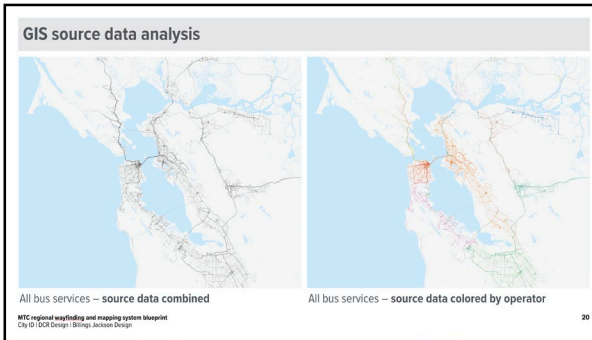 GIS source data analysis
All bus services – source data combined
All bus services – source data colored by operator
MTC regional wayfinding and mapping system blueprint
City ID | DCR Design | Billings Jackson Design
20